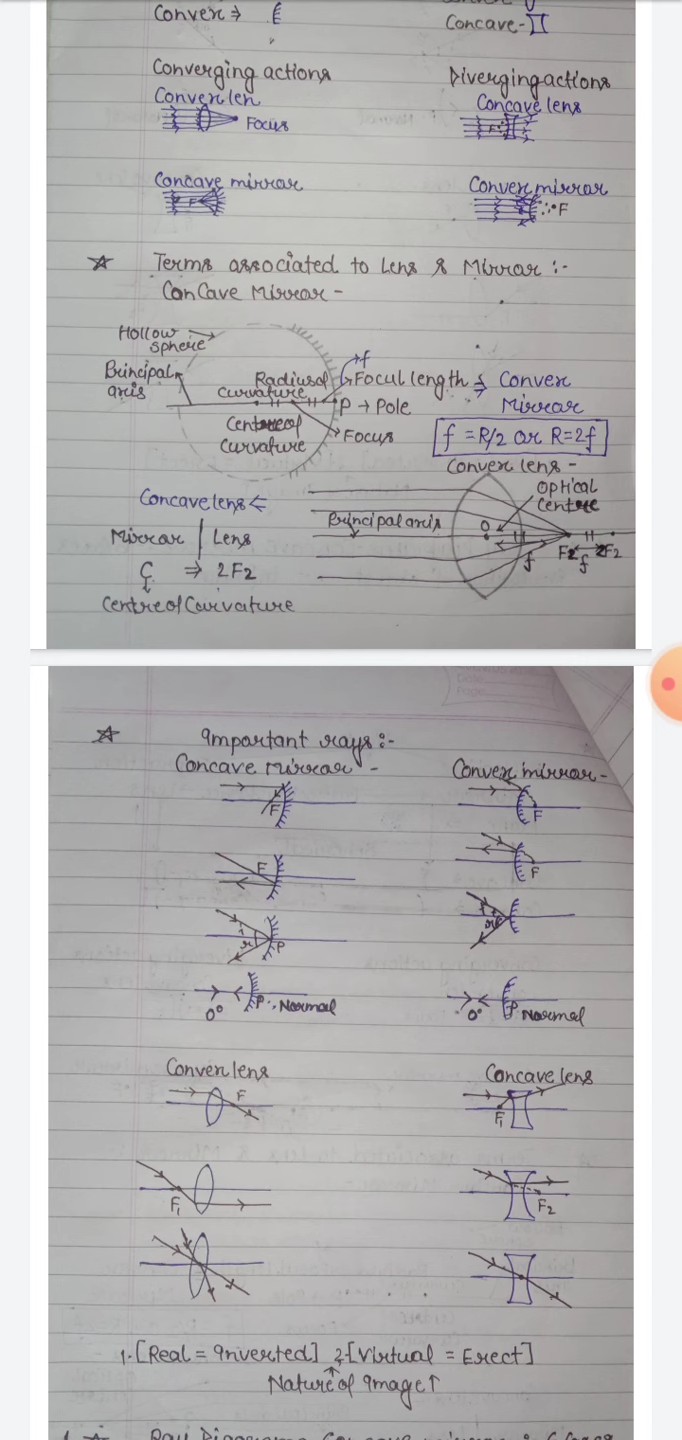 Convex ⇒
Concave-
Converging actions
Diverging actions
Convex len
Concave lens
Focus
F
Concave mirror
Convex mirror
F
F
☆ Terms associated to Lens & Mirror :-
ConCave Mirror -
Hollow sphere
f
Principal axis
Radius of curvature
Focul length ⇒ Convex Mirror
P → Pole
Centre of Curvature
Focus
f = R/2 or R=2f
Convex lens -
Concave lens ⇐
Optical Centre
Principal axis
O
Mirror | Lens
f
F2
f
2F2
C ⇒ 2F2
Centre of Curvature
☆ Important rays :-
Concave Mirror -
Convex mirror -
F
F
F
F
i
r
P
i
r
0° P Normal
0° P Normal
Convex lens
Concave lens
F
F1
F1
F2
1. [Real = Inverted] 2. [Virtual = Erect]
Nature of Image ↑